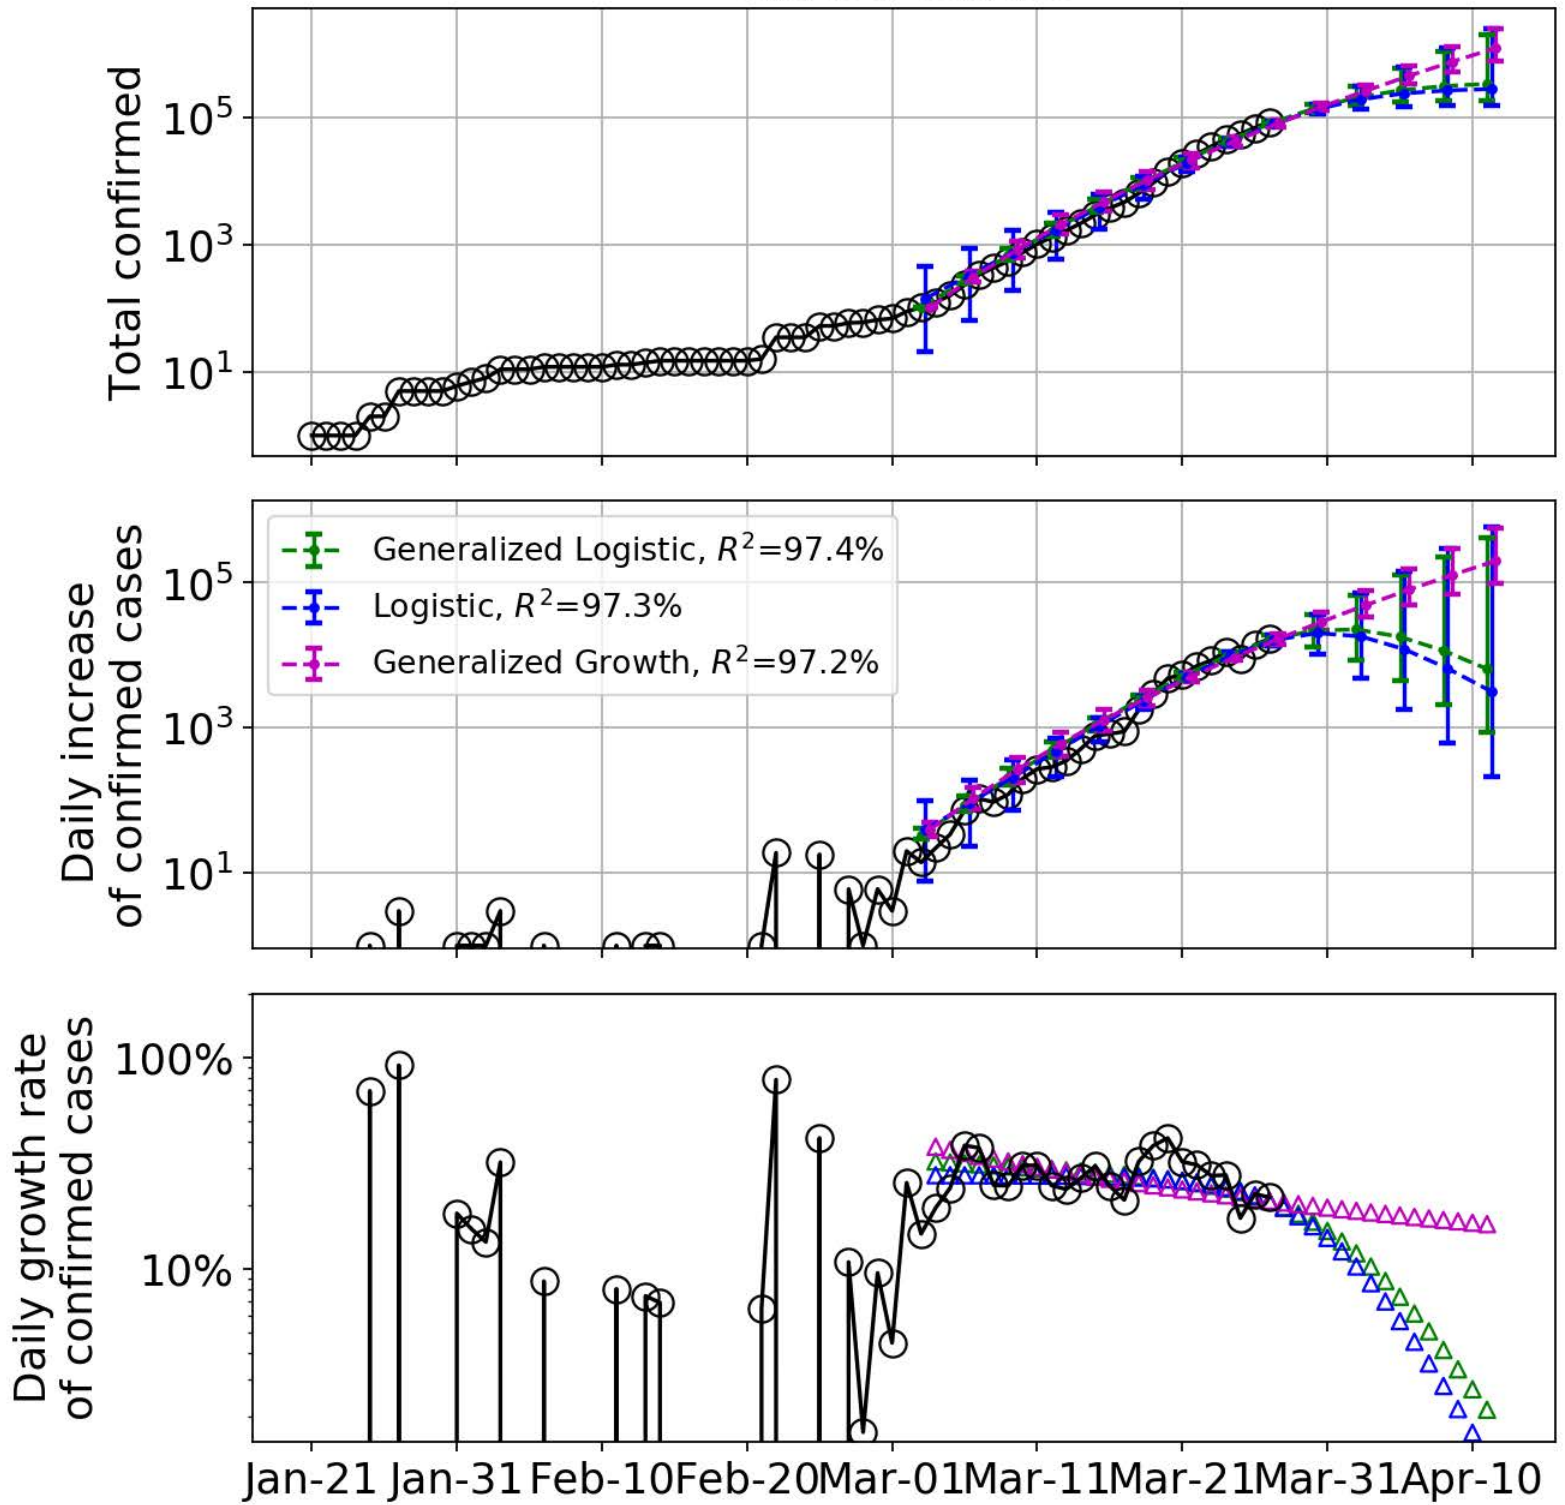 Total confirmed
10^5
10^3
10^1
Daily increase
of confirmed cases
10^5
10^3
10^1
Generalized Logistic, R^2=97.4%
Logistic, R^2=97.3%
Generalized Growth, R^2=97.2%
Daily growth rate
of confirmed cases
100%
10%
Jan-21 Jan-31 Feb-10 Feb-20 Mar-01 Mar-11 Mar-21 Mar-31 Apr-10